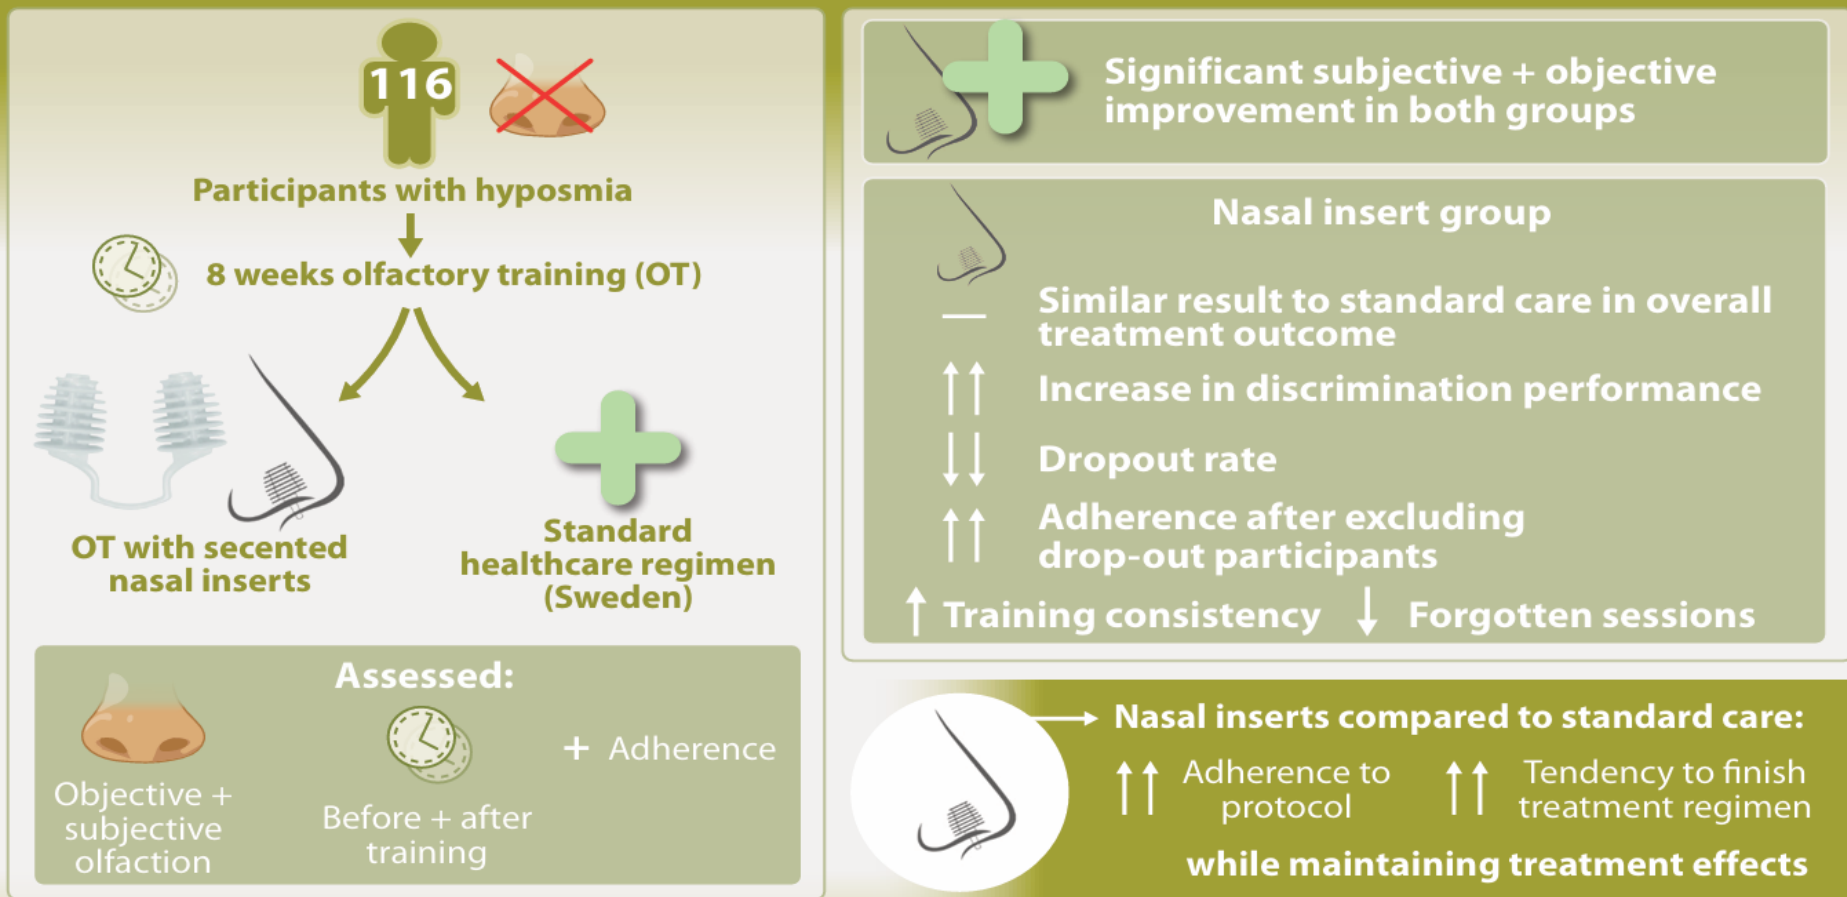 116
Participants with hyposmia
8 weeks olfactory training (OT)
OT with secented
nasal inserts
Standard
healthcare regimen
(Sweden)
Assessed:
Objective +
subjective
olfaction
Before + after
training
+ Adherence
Significant subjective + objective
improvement in both groups
Nasal insert group
Similar result to standard care in overall
treatment outcome
Increase in discrimination performance
Dropout rate
Adherence after excluding
drop-out participants
Training consistency
Forgotten sessions
Nasal inserts compared to standard care:
Adherence to
protocol
Tendency to finish
treatment regimen
while maintaining treatment effects